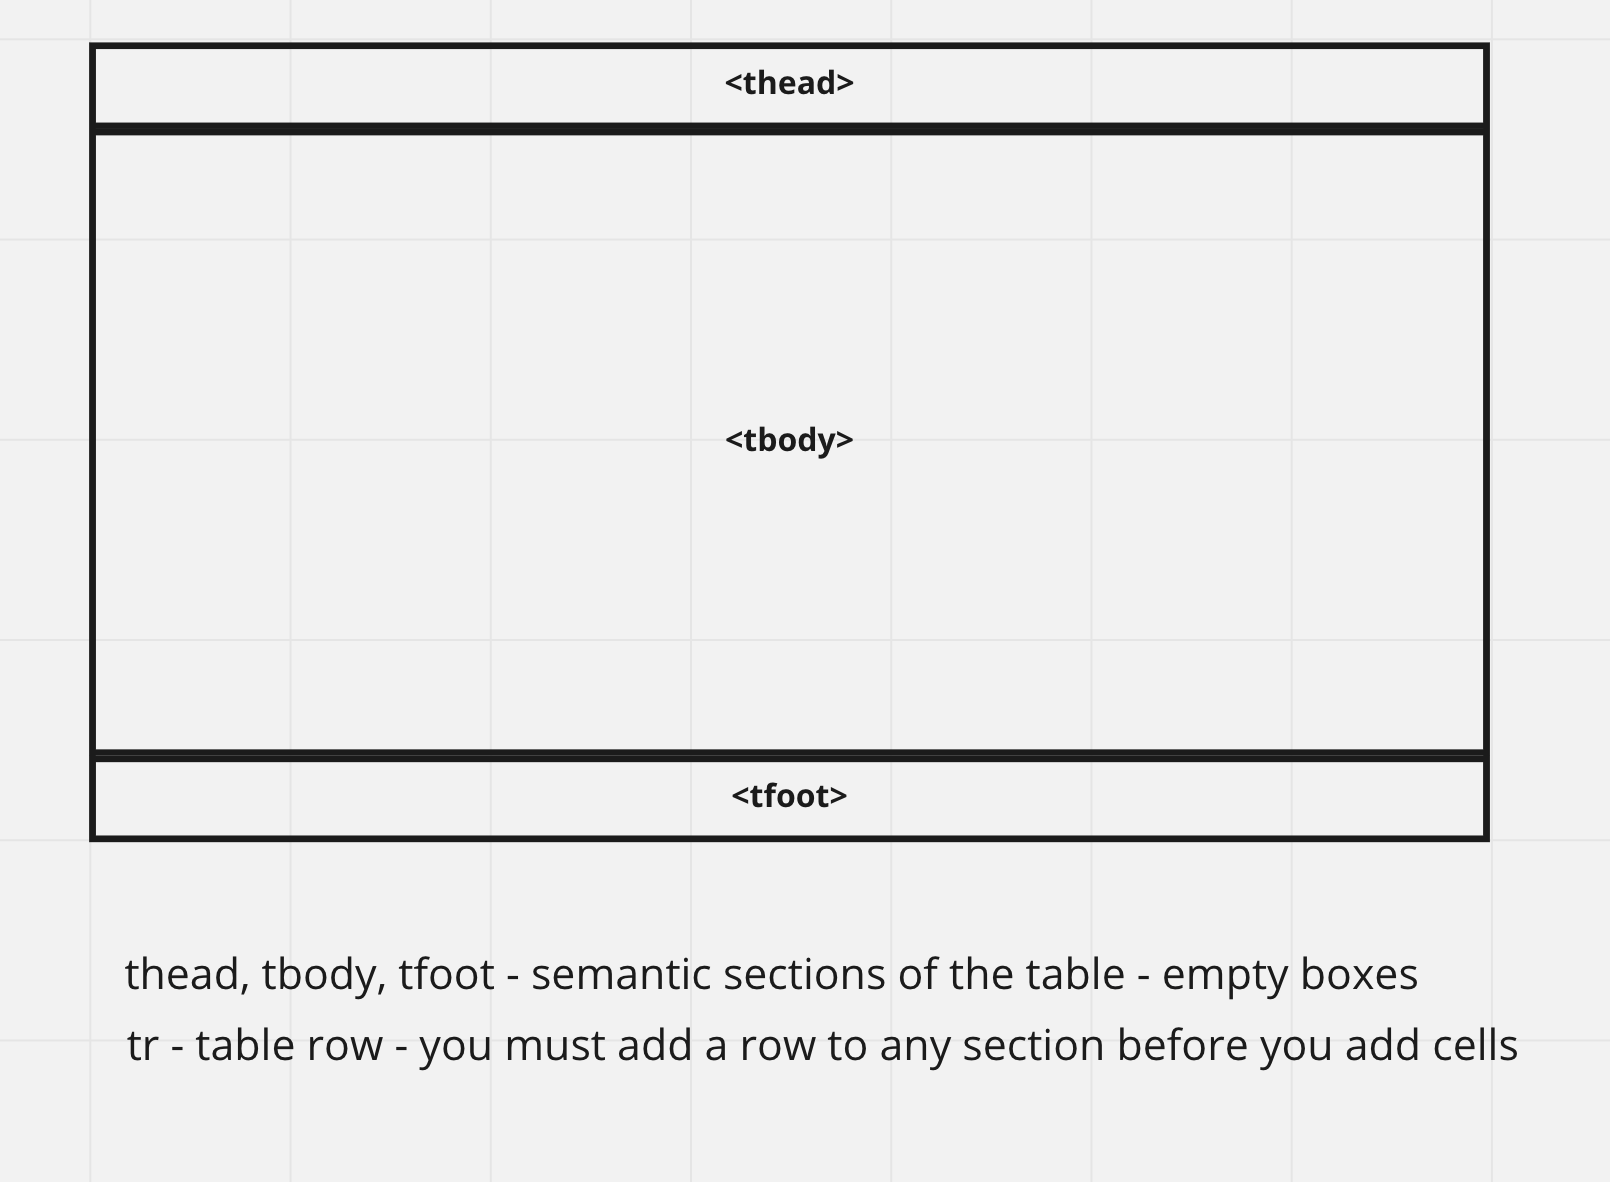 <thead>
<tbody>
<tfoot>
thead, tbody, tfoot - semantic sections of the table - empty boxes
tr - table row - you must add a row to any section before you add cells